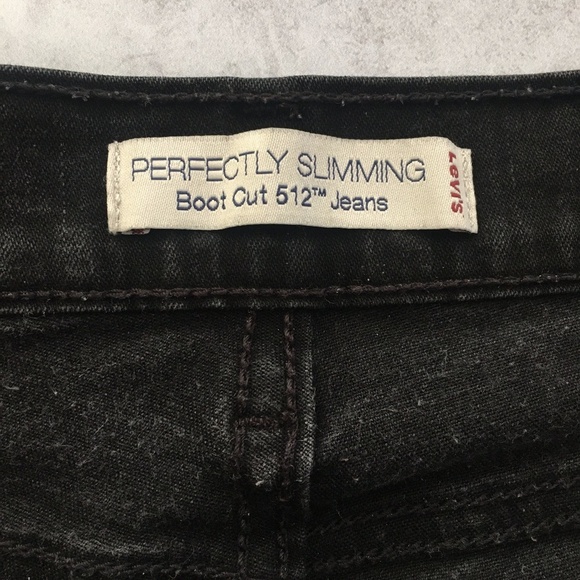 PERFECTLY SLIMMING
Boot Cut 512™ Jeans
Levi's